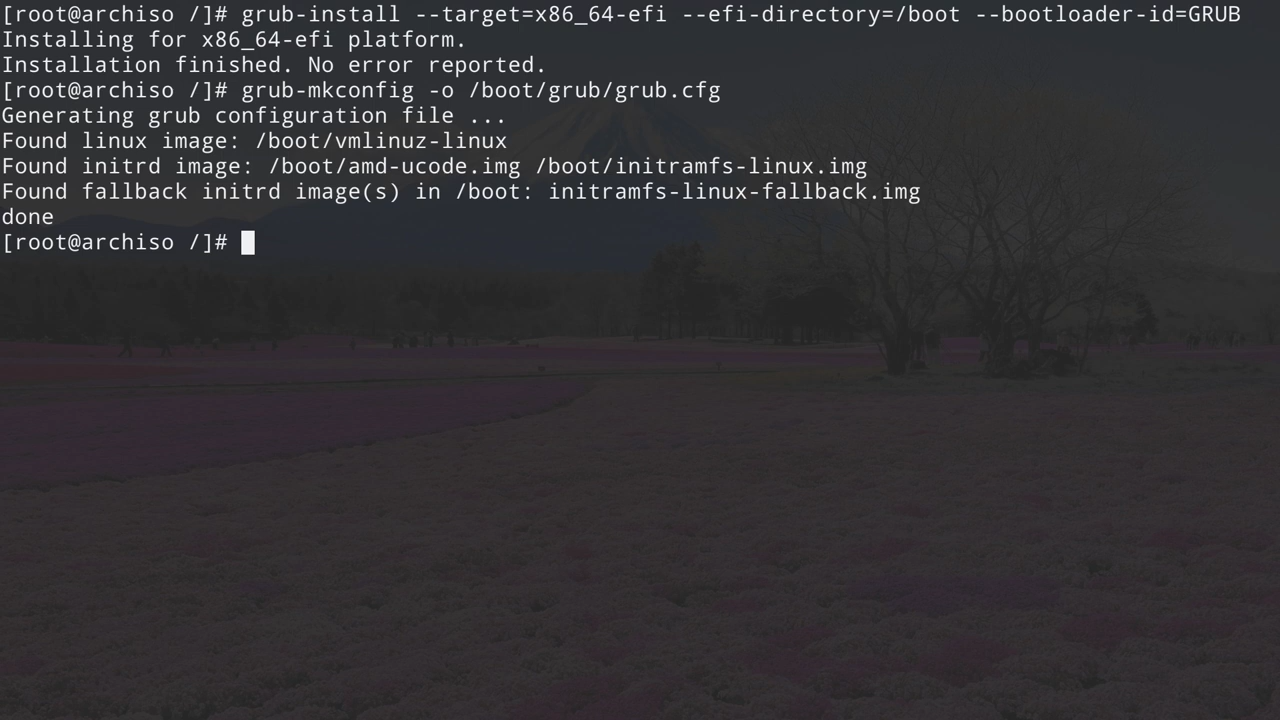 [root@archiso /]# grub-install --target=x86_64-efi --efi-directory=/boot --bootloader-id=GRUB
Installing for x86_64-efi platform.
Installation finished. No error reported.
[root@archiso /]# grub-mkconfig -o /boot/grub/grub.cfg
Generating grub configuration file ...
Found linux image: /boot/vmlinuz-linux
Found initrd image: /boot/amd-ucode.img /boot/initramfs-linux.img
Found fallback initrd image(s) in /boot: initramfs-linux-fallback.img
done
[root@archiso /]#